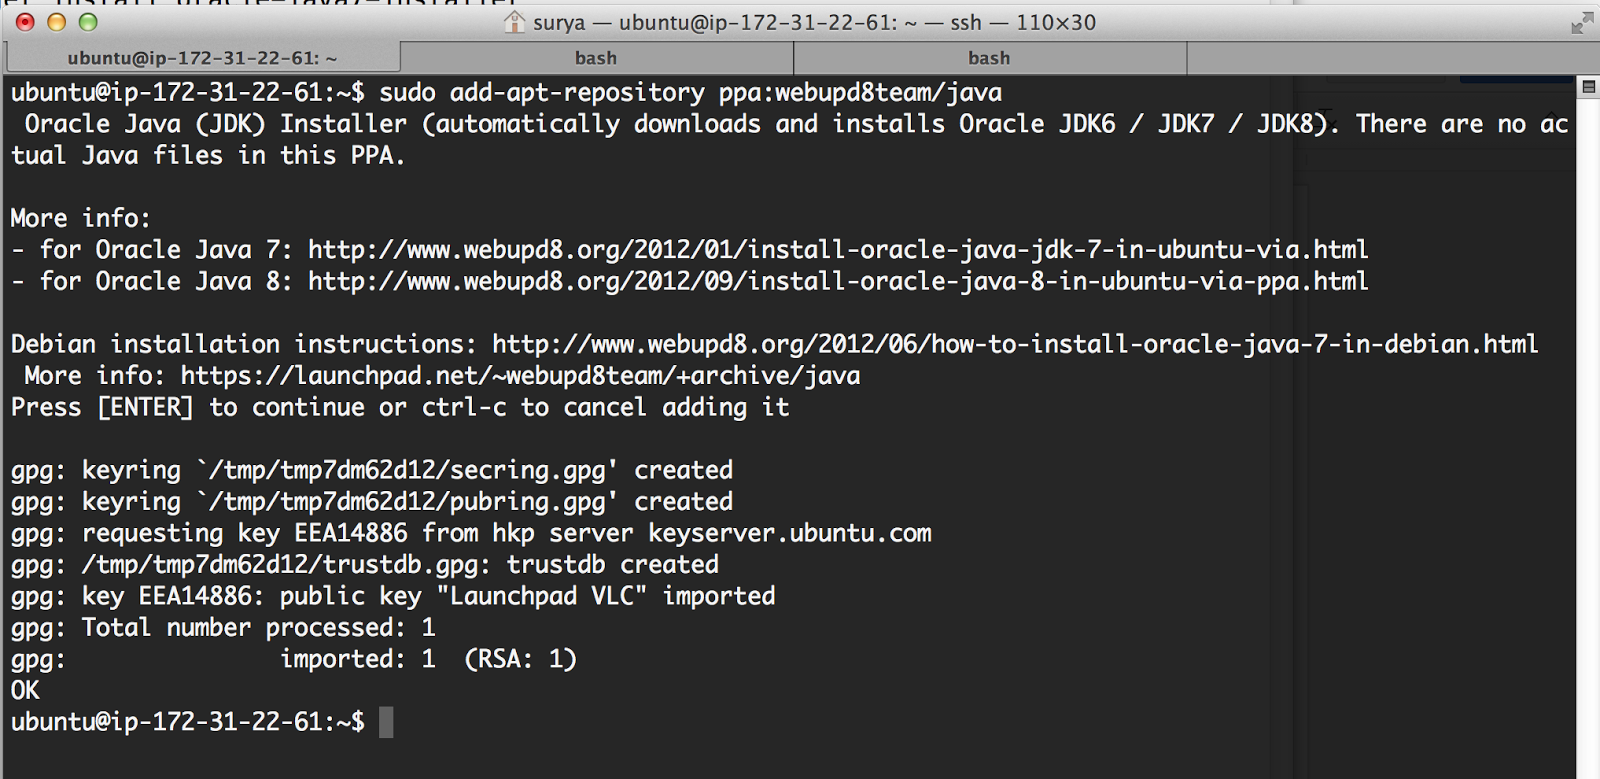 install oracle-java7-installer
surya — ubuntu@ip-172-31-22-61: ~ — ssh — 110×30
ubuntu@ip-172-31-22-61: ~ bash bash
ubuntu@ip-172-31-22-61:~$ sudo add-apt-repository ppa:webupd8team/java
 Oracle Java (JDK) Installer (automatically downloads and installs Oracle JDK6 / JDK7 / JDK8). There are no ac
tual Java files in this PPA.
More info:
- for Oracle Java 7: http://www.webupd8.org/2012/01/install-oracle-java-jdk-7-in-ubuntu-via.html
- for Oracle Java 8: http://www.webupd8.org/2012/09/install-oracle-java-8-in-ubuntu-via-ppa.html
Debian installation instructions: http://www.webupd8.org/2012/06/how-to-install-oracle-java-7-in-debian.html
 More info: https://launchpad.net/~webupd8team/+archive/java
Press [ENTER] to continue or ctrl-c to cancel adding it
gpg: keyring `/tmp/tmp7dm62d12/secring.gpg' created
gpg: keyring `/tmp/tmp7dm62d12/pubring.gpg' created
gpg: requesting key EEA14886 from hkp server keyserver.ubuntu.com
gpg: /tmp/tmp7dm62d12/trustdb.gpg: trustdb created
gpg: key EEA14886: public key "Launchpad VLC" imported
gpg: Total number processed: 1
gpg:               imported: 1  (RSA: 1)
OK
ubuntu@ip-172-31-22-61:~$